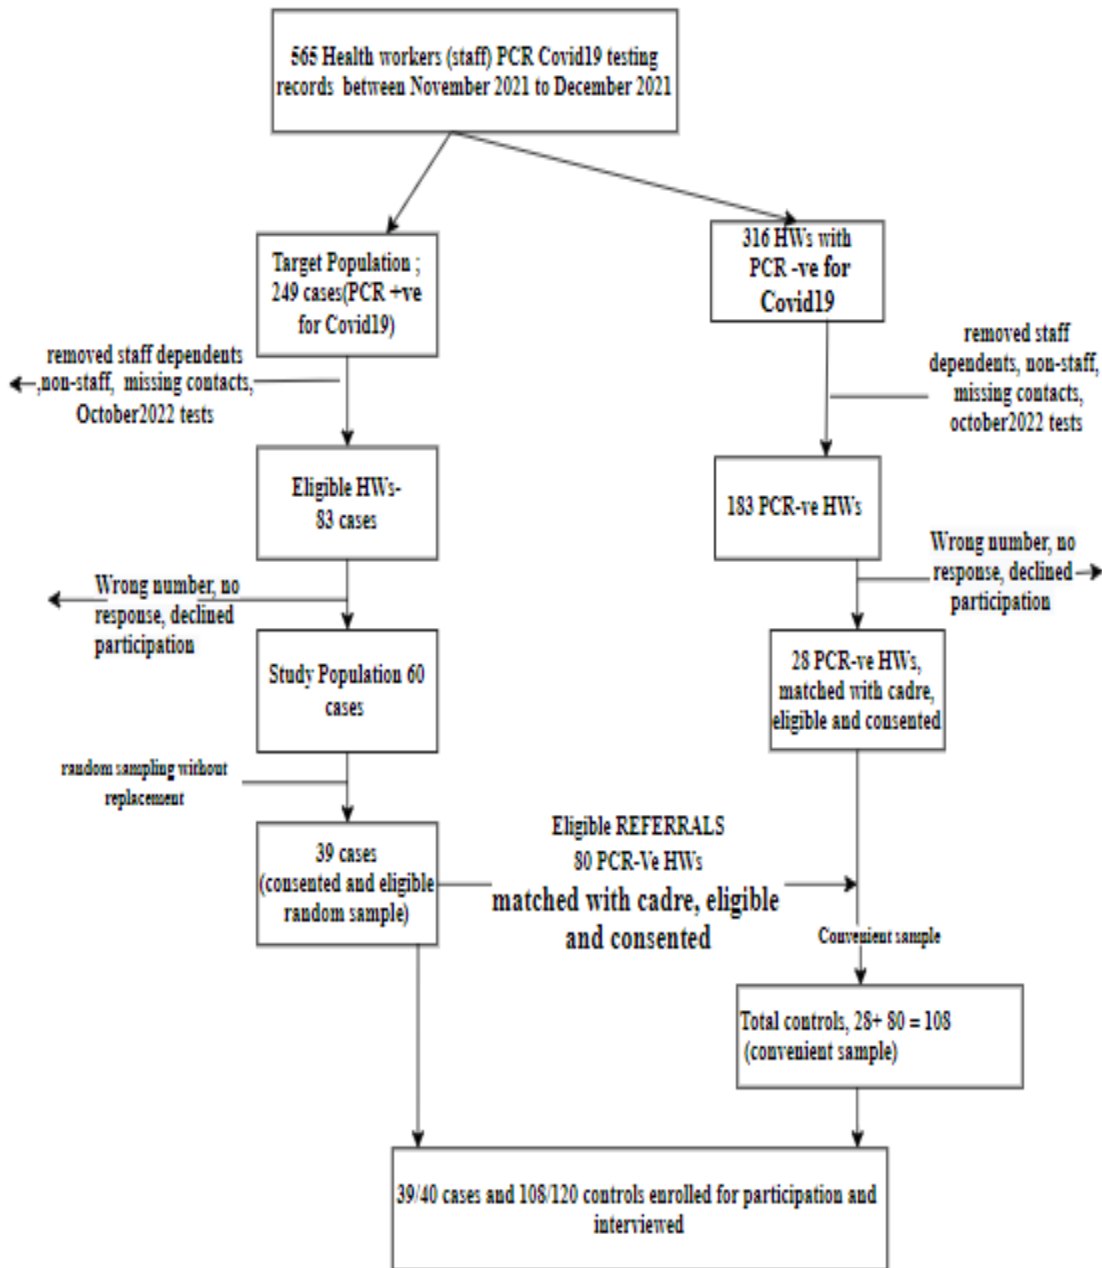 565 Health workers (staff) PCR Covid19 testing
records between November 2021 to December 2021
Target Population ;
249 cases(PCR +ve
for Covid19)
316 HWs with
PCR -ve for
Covid19
removed staff dependents
,non-staff, missing contacts,
October2022 tests
removed staff
dependents, non-staff,
missing contacts,
october2022 tests
Eligible HWs-
83 cases
183 PCR-ve HWs
Wrong number, no
response, declined
participation
Wrong number, no
response, declined
participation
Study Population 60
cases
28 PCR-ve HWs,
matched with cadre,
eligible and consented
random sampling without
replacement
39 cases
(consented and eligible
random sample)
Eligible REFERRALS
80 PCR-Ve HWs
matched with cadre, eligible
and consented
Convenient sample
Total controls, 28+ 80 = 108
(convenient sample)
39/40 cases and 108/120 controls enrolled for participation and
interviewed